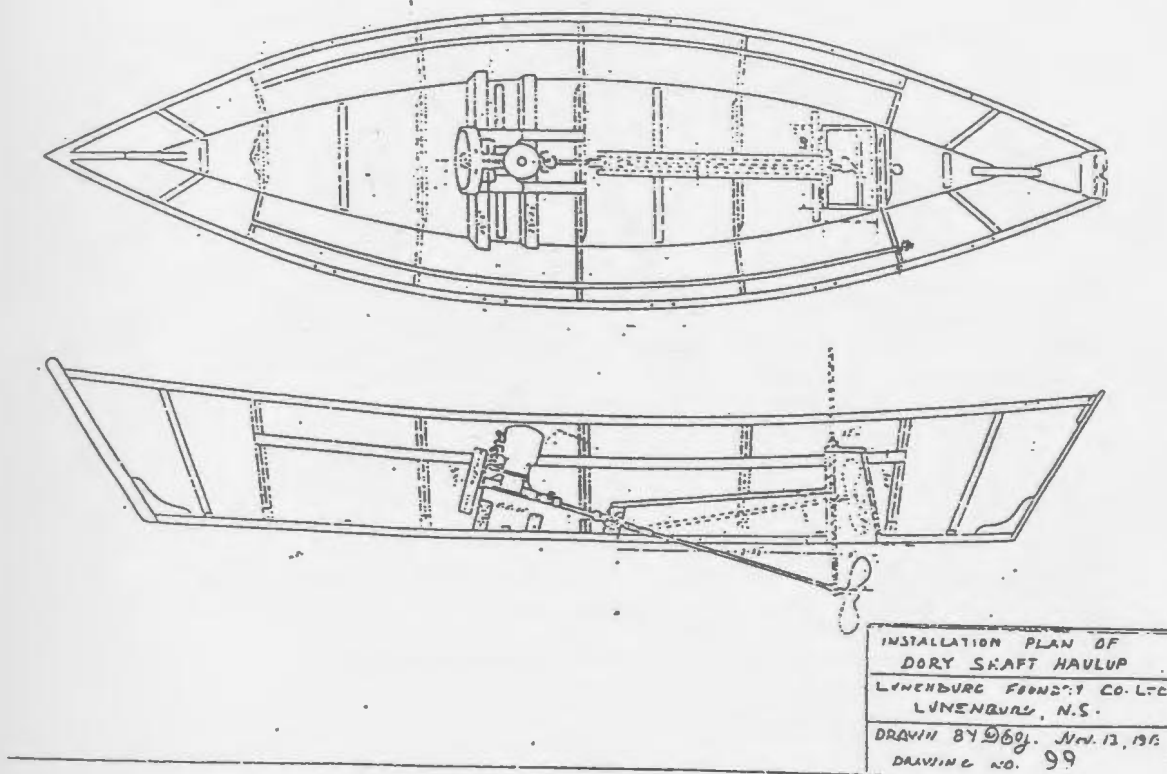 INSTALLATION PLAN OF
DORY SHAFT HAULUP
LUNENBURG FOUNDRY CO. LTD
LUNENBURG, N.S.
DRAWN BY Nov. 13,
DRAWING NO. 99